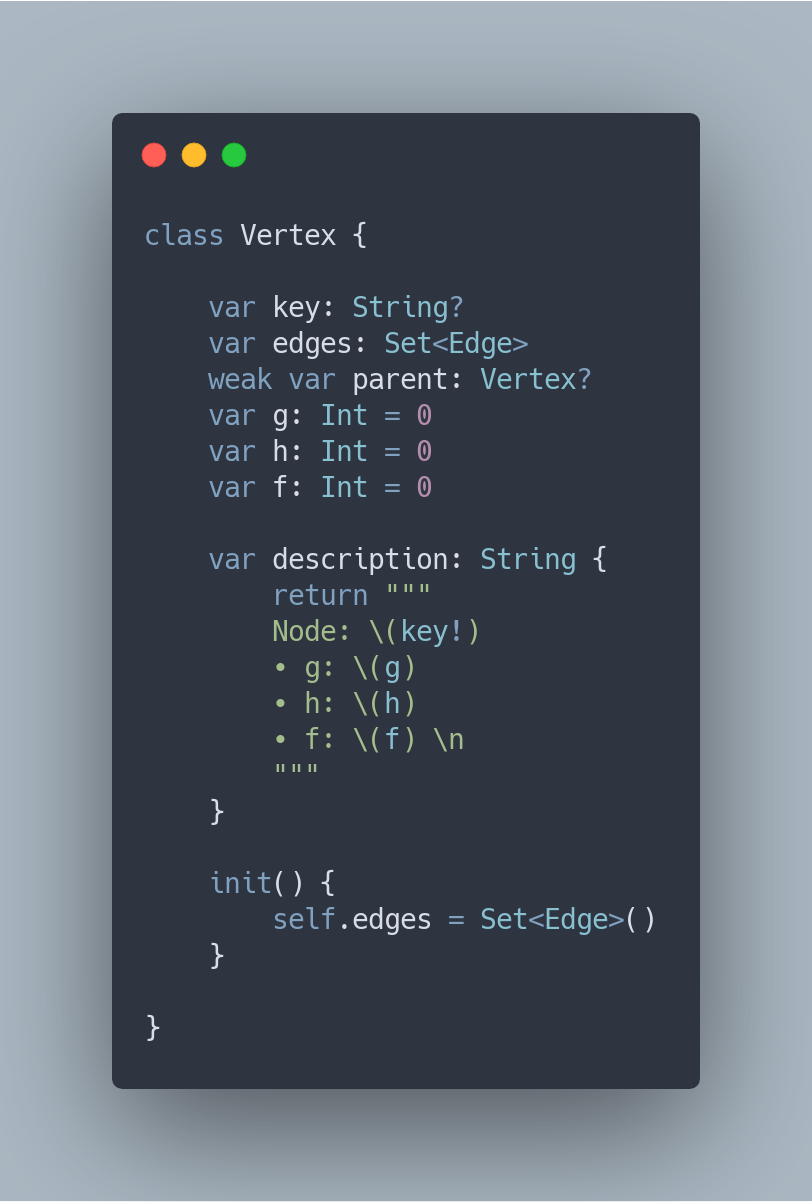 class Vertex {

    var key: String?
    var edges: Set<Edge>
    weak var parent: Vertex?
    var g: Int = 0
    var h: Int = 0
    var f: Int = 0

    var description: String {
        return """
        Node: \(key!)
        • g: \(g)
        • h: \(h)
        • f: \(f) \n
        """
    }

    init() {
        self.edges = Set<Edge>()
    }

}